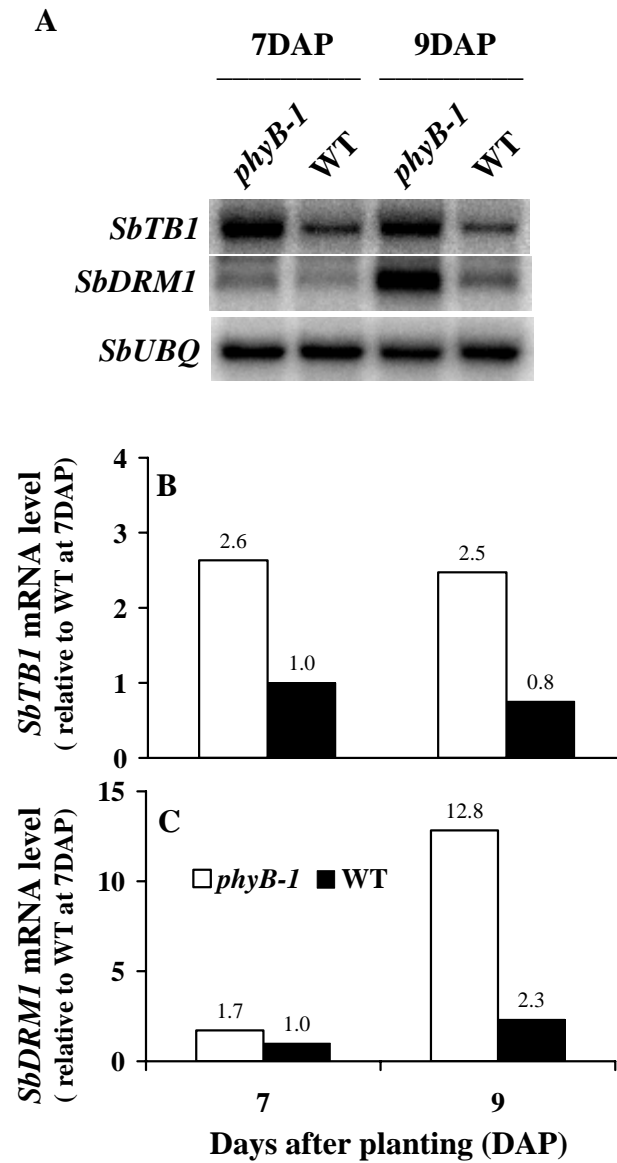 A
7DAP 9DAP
phyB-1 WT phyB-1 WT
SbTB1
SbDRM1
SbUBQ
SbTB1 mRNA level
( relative to WT at 7DAP)
4
3
2
1
0
B
2.6
1.0
2.5
0.8
SbDRM1 mRNA level
( relative to WT at 7DAP)
15
10
5
0
C
phyB-1 WT
1.7
1.0
12.8
2.3
7 9
Days after planting (DAP)